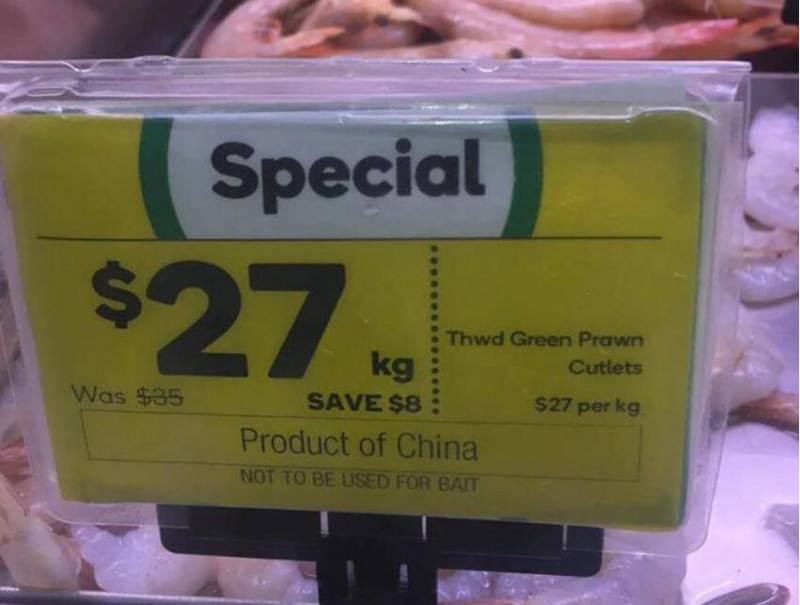 Special
$27 kg
Was $35
SAVE $8
Thwd Green Prawn
Cutlets
$27 per kg
Product of China
NOT TO BE USED FOR BAIT